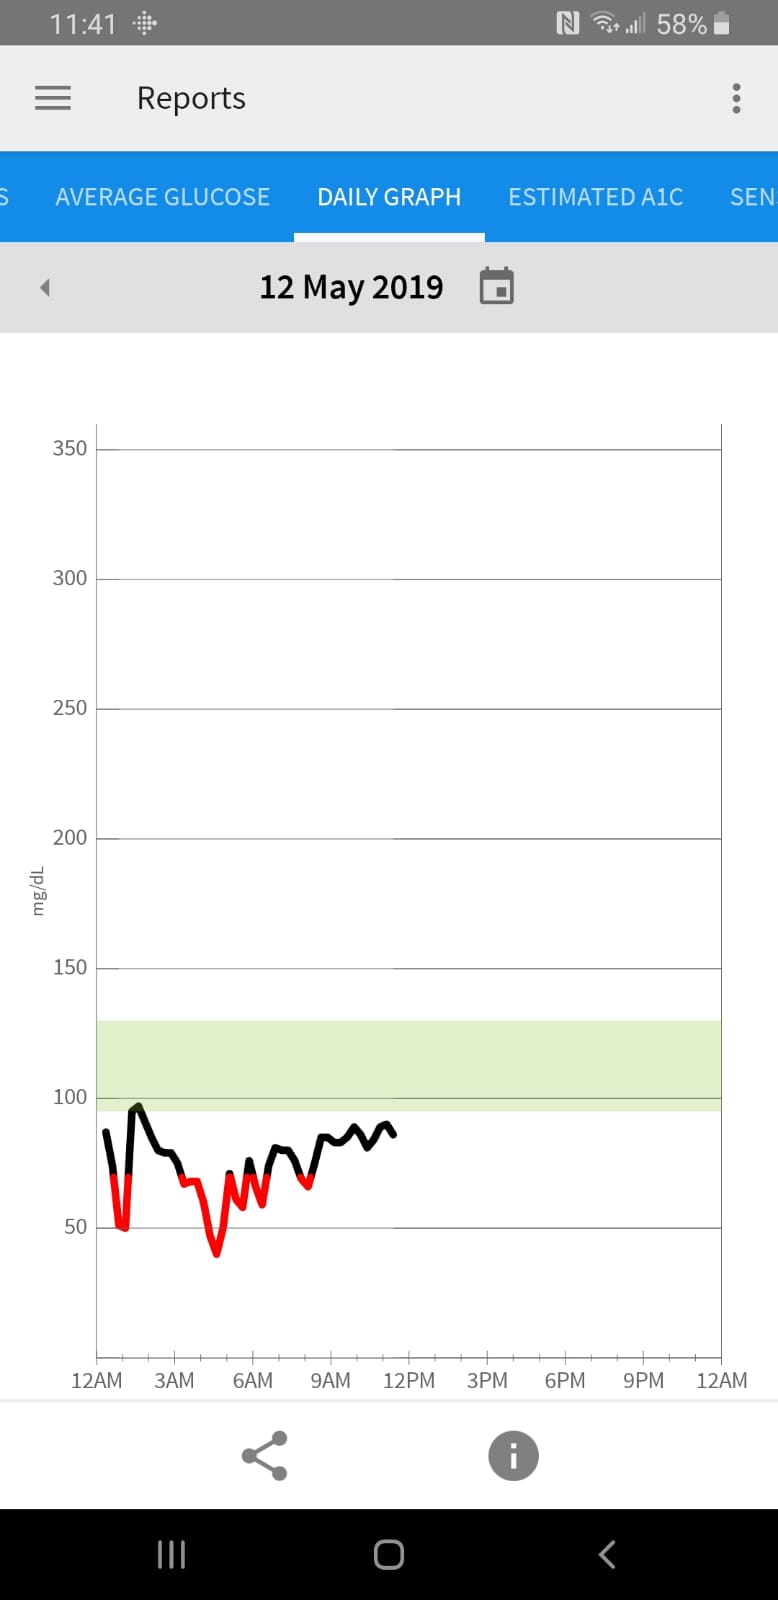 11:41 58%
Reports
S AVERAGE GLUCOSE DAILY GRAPH ESTIMATED A1C SEN
12 May 2019
350
300
250
200
mg/dL
150
100
50
12AM 3AM 6AM 9AM 12PM 3PM 6PM 9PM 12AM